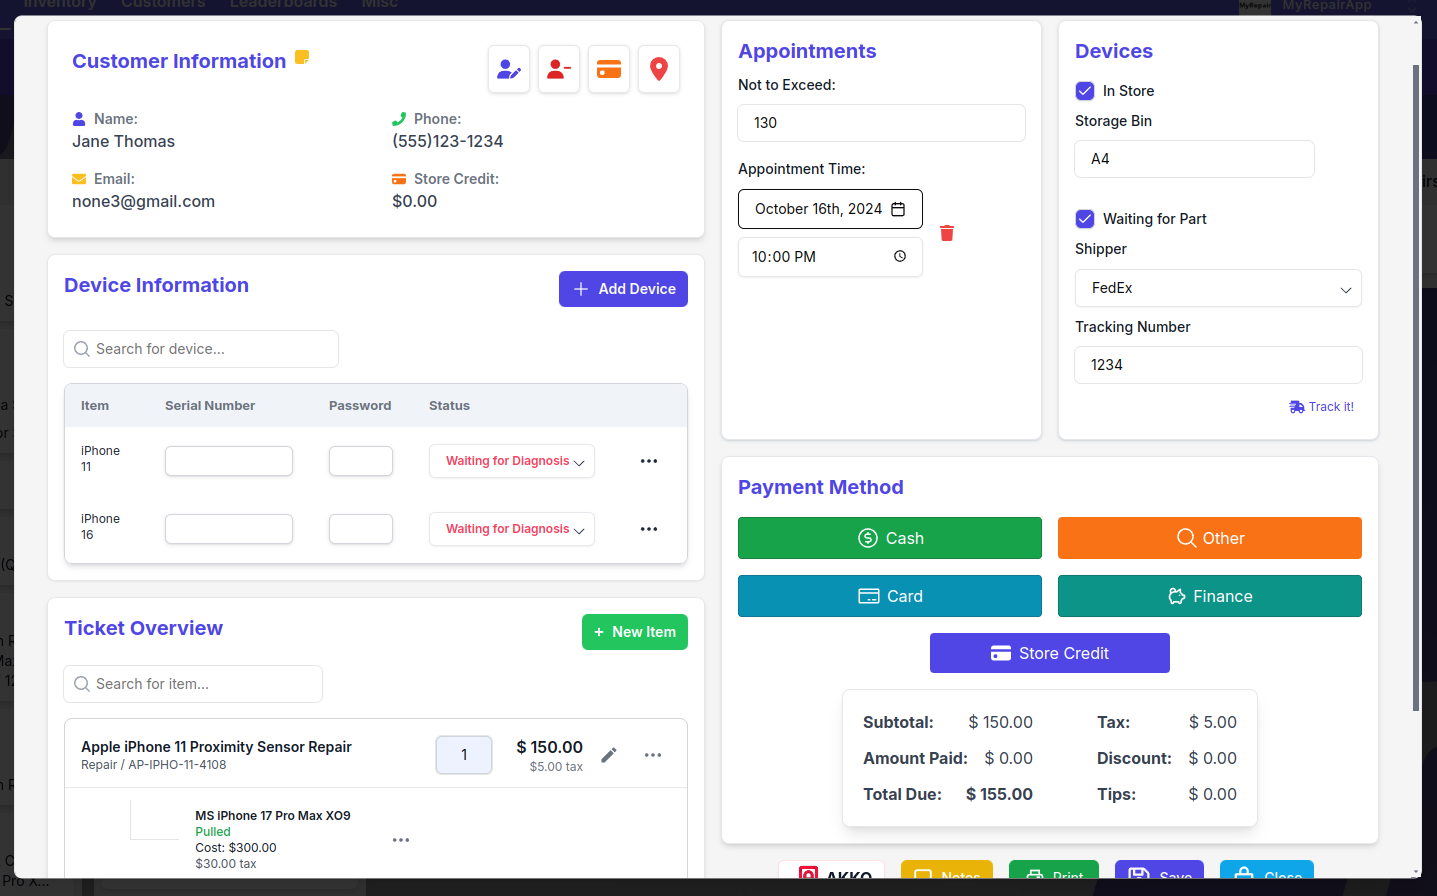 Inventory Customers Leaderboards Misc
MyRepair MyRepairApp
Customer Information
Name:
Jane Thomas
Phone:
(555)123-1234
Email:
none3@gmail.com
Store Credit:
$0.00
Device Information
Add Device
Search for device...
Item Serial Number Password Status
iPhone
11
Waiting for Diagnosis
iPhone
16
Waiting for Diagnosis
Ticket Overview
+ New Item
Search for item...
Apple iPhone 11 Proximity Sensor Repair
Repair / AP-IPHO-11-4108
1
$ 150.00
$5.00 tax
MS iPhone 17 Pro Max XO9
Pulled
Cost: $300.00
$30.00 tax
Appointments
Not to Exceed:
130
Appointment Time:
October 16th, 2024
10:00 PM
Devices
In Store
Storage Bin
A4
Waiting for Part
Shipper
FedEx
Tracking Number
1234
Track it!
Payment Method
Cash
Other
Card
Finance
Store Credit
Subtotal: $ 150.00 Tax: $ 5.00
Amount Paid: $ 0.00 Discount: $ 0.00
Total Due: $ 155.00 Tips: $ 0.00
AKKO Notes Print Save Close